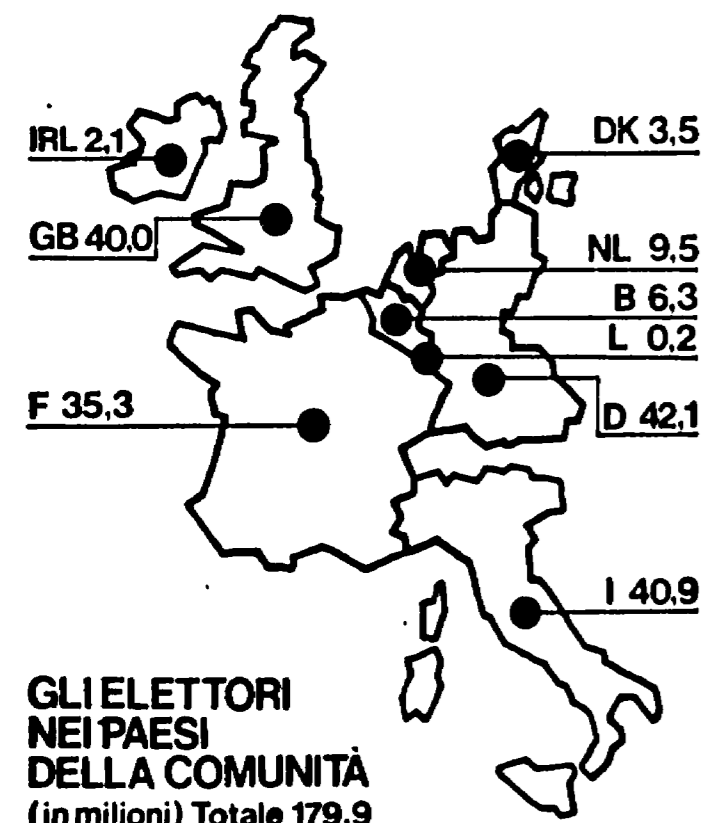 IRL 2,1
DK 3,5
GB 40,0
NL 9,5
B 6,3
L 0,2
F 35,3
D 42,1
I 40,9
GLI ELETTORI
NEI PAESI
DELLA COMUNITÀ
(in milioni) Totale 179,9